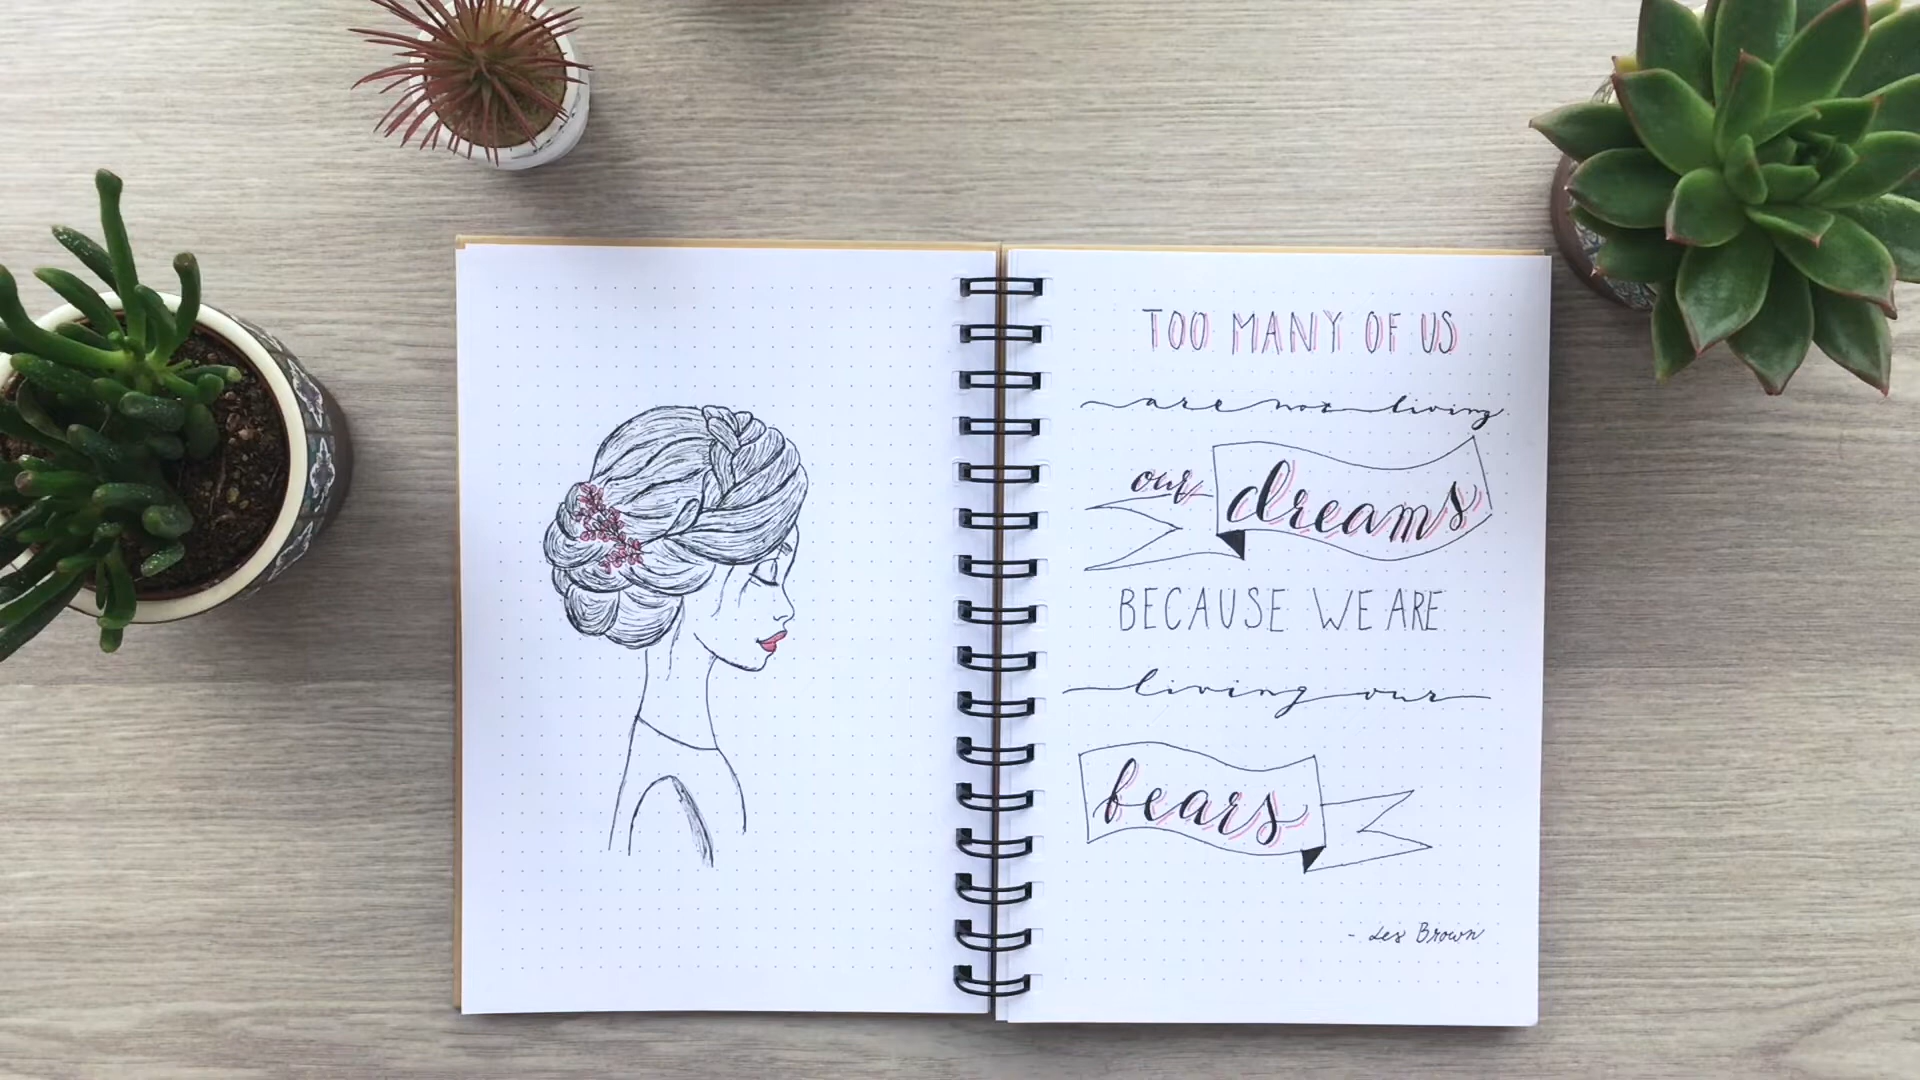 TOO MANY OF US
are not living
our dreams
BECAUSE WE ARE
living our
fears
- Les Brown